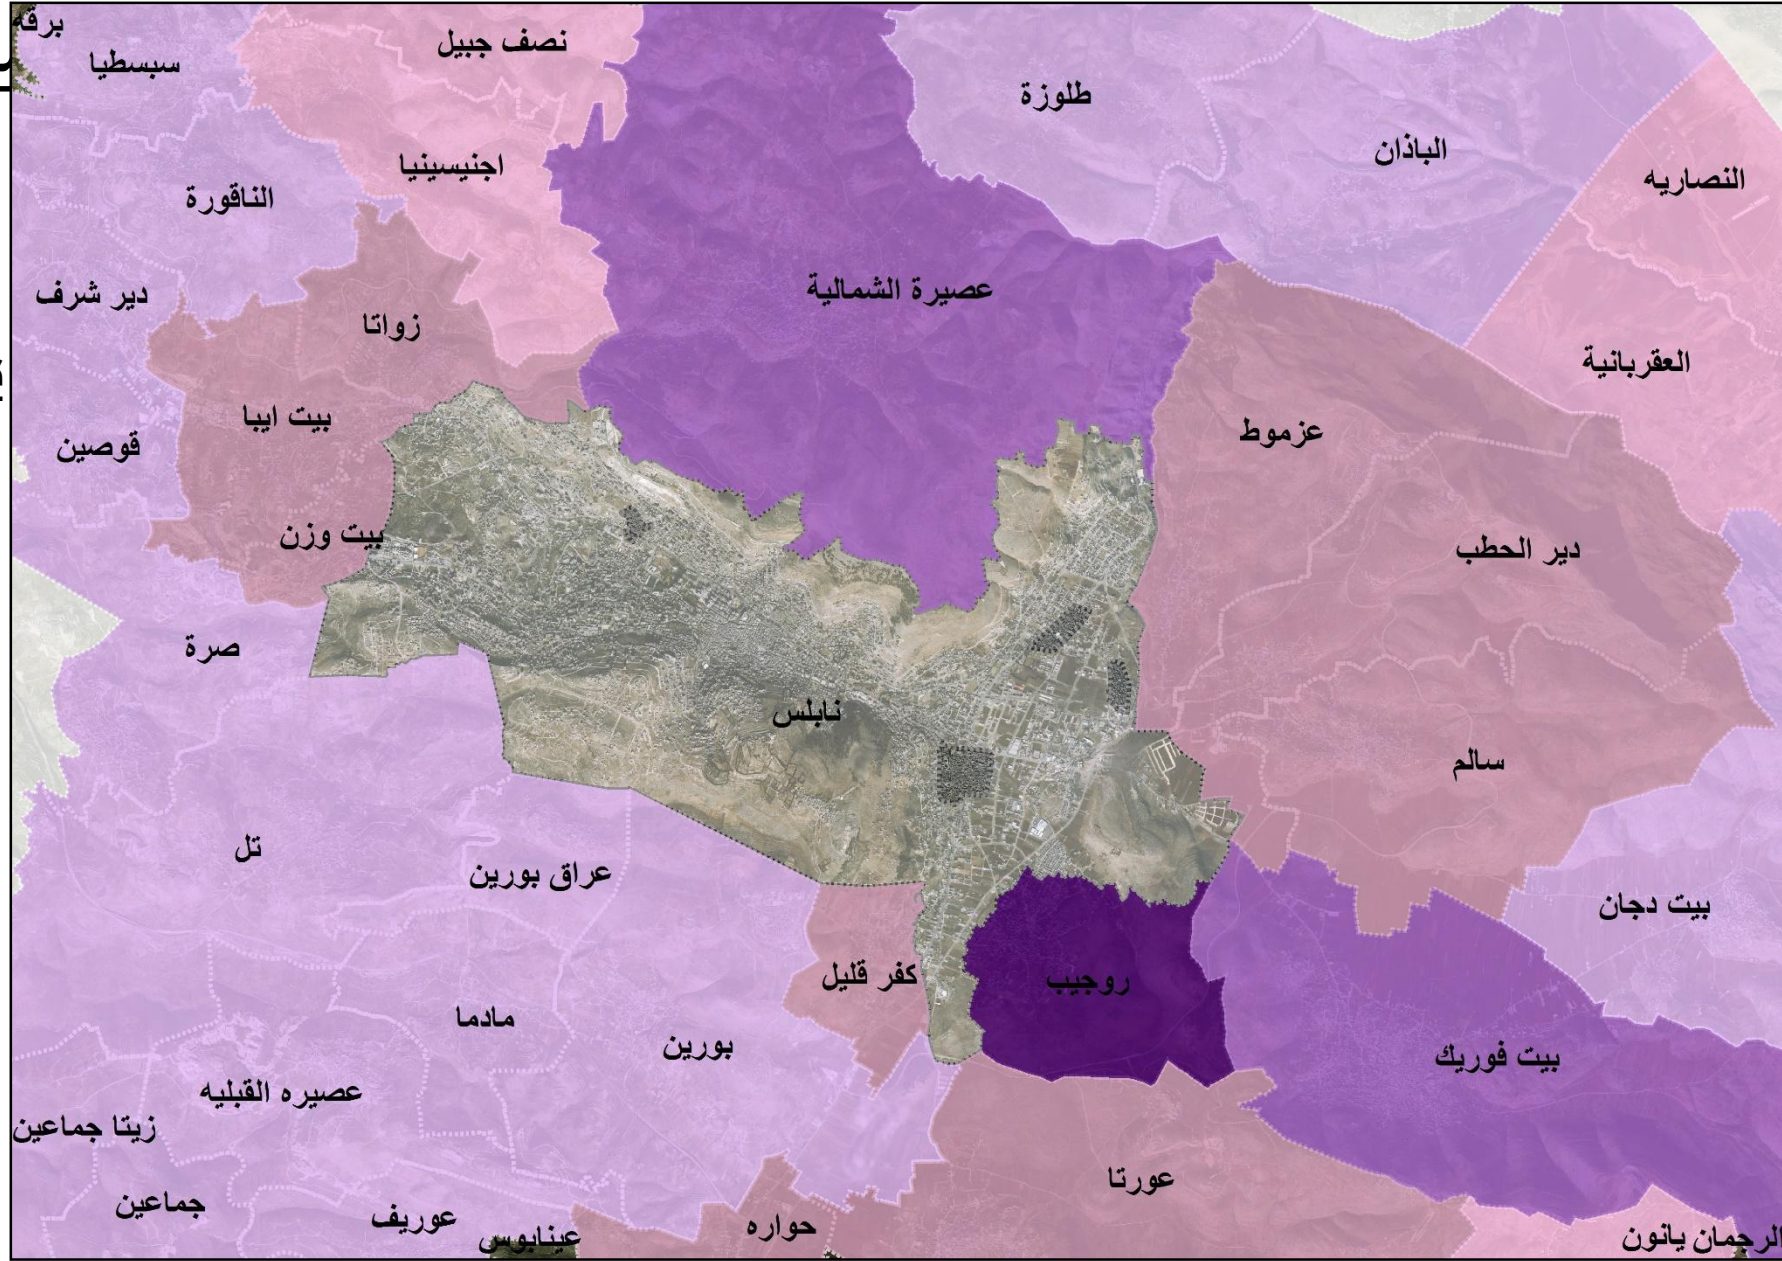 برقه
سبسطيا
نصف جبيل
طلوزة
الباذان
النصاريه
اجنيسينيا
الناقورة
عصيرة الشمالية
دير شرف
زواتا
العقربانية
بيت ايبا
قوصين
عزموط
بيت وزن
دير الحطب
صرة
نابلس
سالم
تل
عراق بورين
بيت دجان
كفر قليل
روجيب
مادما
بورين
بيت فوريك
عصيره القبليه
زيتا جماعين
عورتا
جماعين
عوريف
حواره
عينابوس
الرجمان يانون